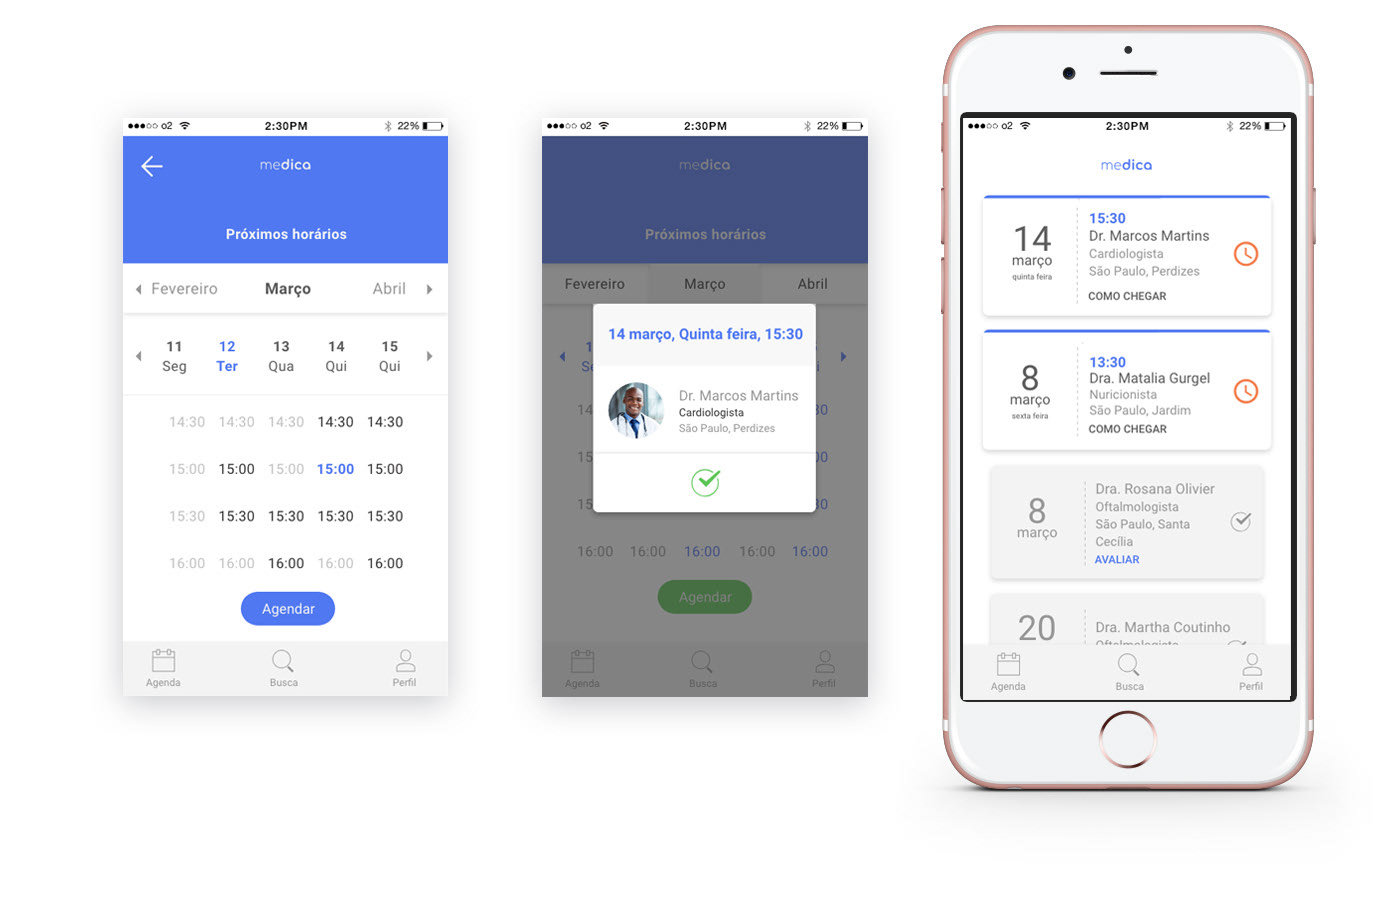 o2 2:30PM 22%
medica
Próximos horários
Fevereiro Março Abril
11 12 13 14 15
Seg Ter Qua Qui Qui
14:30 14:30 14:30 14:30 14:30
15:00 15:00 15:00 15:00 15:00
15:30 15:30 15:30 15:30 15:30
16:00 16:00 16:00 16:00 16:00
Agendar
Agenda Busca Perfil
o2 2:30PM 22%
medica
Próximos horários
Fevereiro Março Abril
14 março, Quinta feira, 15:30
Dr. Marcos Martins
Cardiologista
São Paulo, Perdizes
16:00 16:00 16:00 16:00 16:00
Agendar
Agenda Busca Perfil
o2 2:30PM 22%
medica
14
março
quinta feira
15:30
Dr. Marcos Martins
Cardiologista
São Paulo, Perdizes
COMO CHEGAR
8
março
sexta feira
13:30
Dra. Matalia Gurgel
Nuricionista
São Paulo, Jardim
COMO CHEGAR
8
março
Dra. Rosana Olivier
Oftalmologista
São Paulo, Santa
Cecília
AVALIAR
20
Dra. Martha Coutinho
Oftalmologista
Agenda Busca Perfil